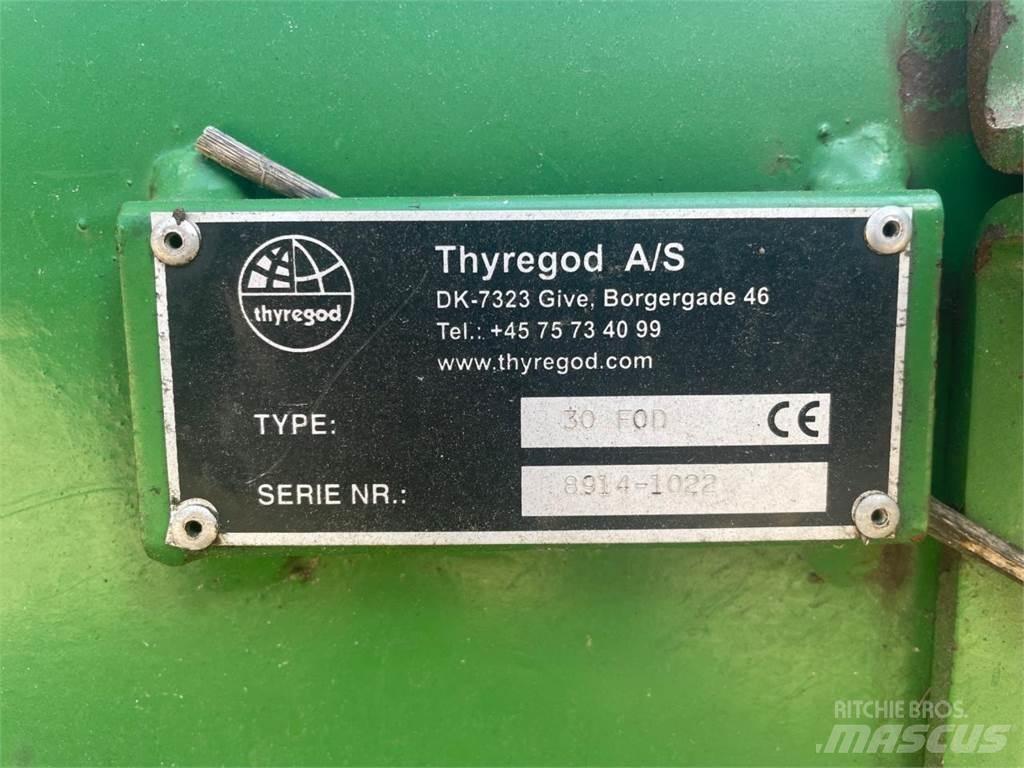 thyregod
Thyregod A/S
DK-7323 Give, Borgergade 46
Tel.: +45 75 73 40 99
www.thyregod.com
TYPE: 30 FOD CE
SERIE NR.: 8914-1022
RITCHIE BROS.
MASCUS